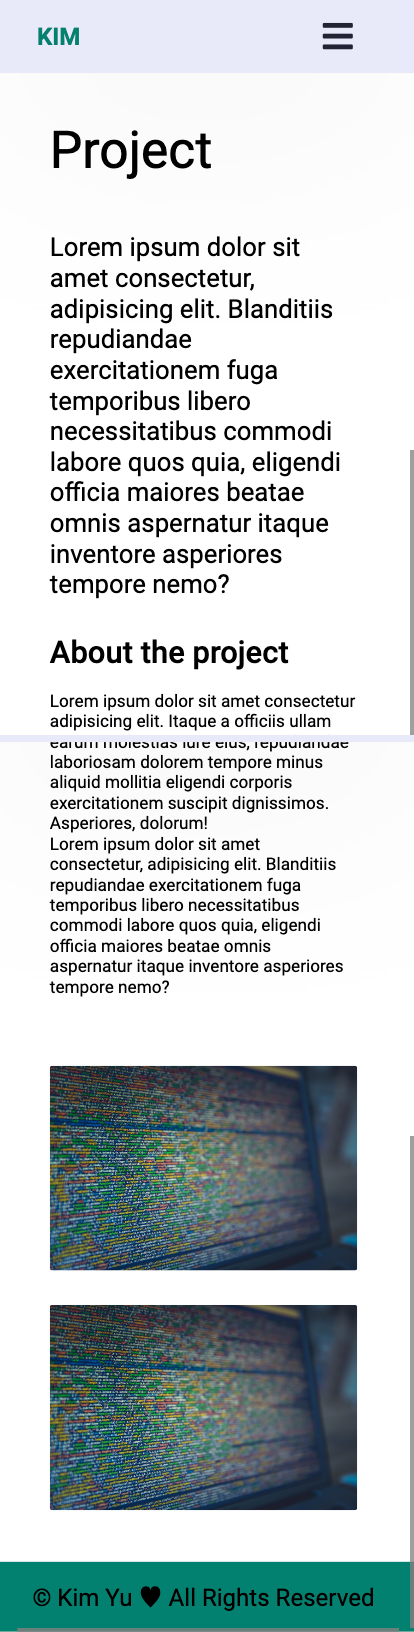 KIM
Project
Lorem ipsum dolor sit
amet consectetur,
adipisicing elit. Blanditiis
repudiandae
exercitationem fuga
temporibus libero
necessitatibus commodi
labore quos quia, eligendi
officia maiores beatae
omnis aspernatur itaque
inventore asperiores
tempore nemo?
About the project
Lorem ipsum dolor sit amet consectetur
adipisicing elit. Itaque a officiis ullam
earum molestias iure eius, repudiandae
laboriosam dolorem tempore minus
aliquid mollitia eligendi corporis
exercitationem suscipit dignissimos.
Asperiores, dolorum!
Lorem ipsum dolor sit amet
consectetur, adipisicing elit. Blanditiis
repudiandae exercitationem fuga
temporibus libero necessitatibus
commodi labore quos quia, eligendi
officia maiores beatae omnis
aspernatur itaque inventore asperiores
tempore nemo?
© Kim Yu ♥ All Rights Reserved